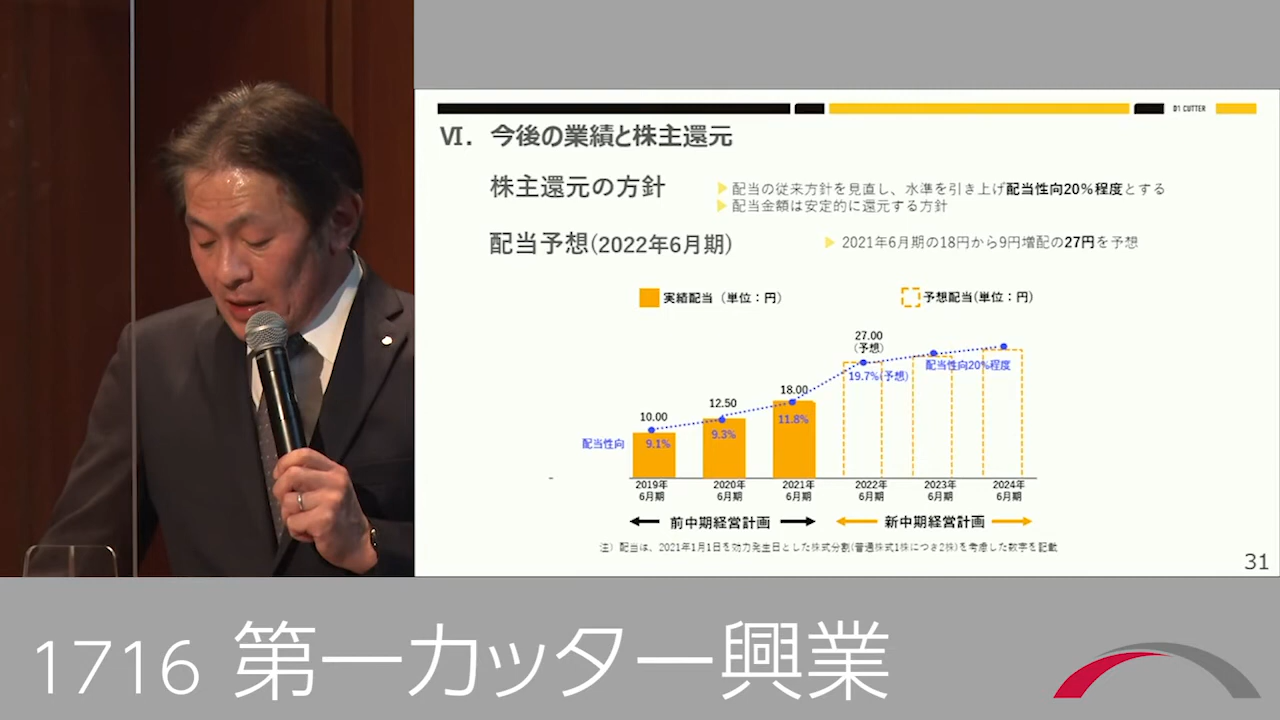 D1 CUTTER
Ⅵ. 今後の業績と株主還元
株主還元の方針
配当の従来方針を見直し、水準を引き上げ配当性向20%程度とする
配当金額は安定的に還元する方針
配当予想(2022年6月期)
2021年6月期の18円から9円増配の27円を予想
実績配当（単位：円）
予想配当(単位：円)
27.00
(予想)
19.7%(予想)
配当性向20%程度
18.00
11.8%
12.50
9.3%
10.00
9.1%
配当性向
-
2019年
6月期
2020年
6月期
2021年
6月期
2022年
6月期
2023年
6月期
2024年
6月期
前中期経営計画
新中期経営計画
注）配当は、2021年1月1日を効力発生日とした株式分割(普通株式1株につき2株)を考慮した数字を記載
31
1716 第一カッター興業